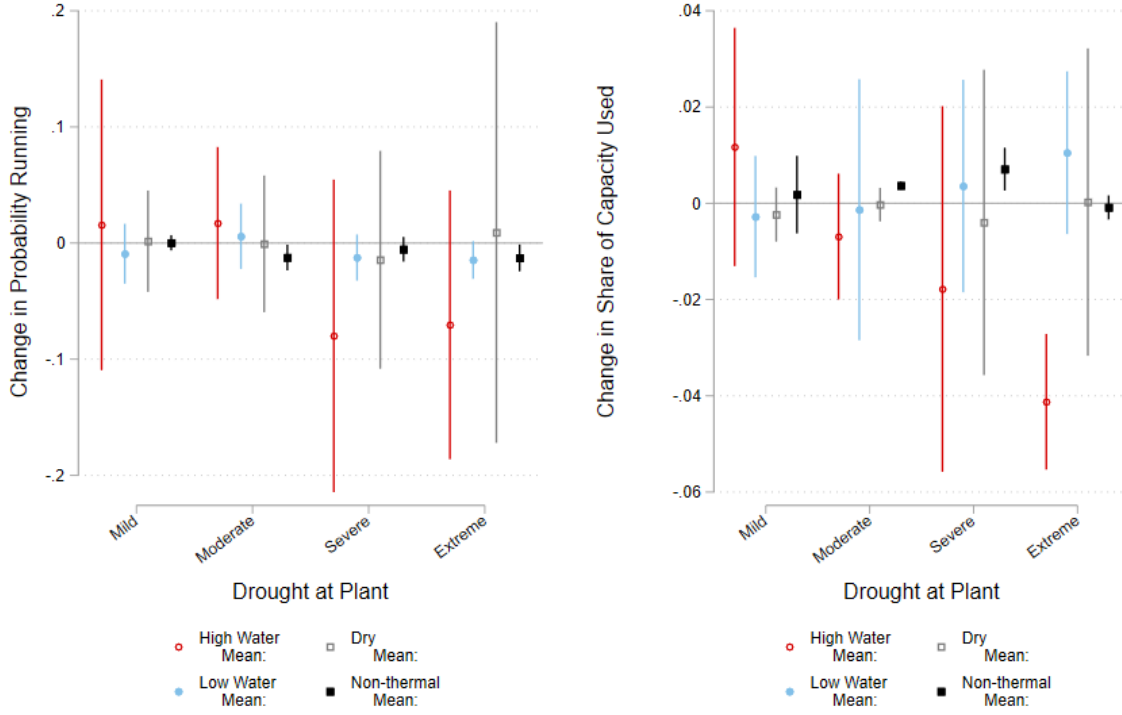 Change in Probability Running
.2
.1
0
-.1
-.2
Mild
Moderate
Severe
Extreme
Drought at Plant
High Water
Mean:
Dry
Mean:
Low Water
Mean:
Non-thermal
Mean:
Change in Share of Capacity Used
.04
.02
0
-.02
-.04
-.06
Mild
Moderate
Severe
Extreme
Drought at Plant
High Water
Mean:
Dry
Mean:
Low Water
Mean:
Non-thermal
Mean: